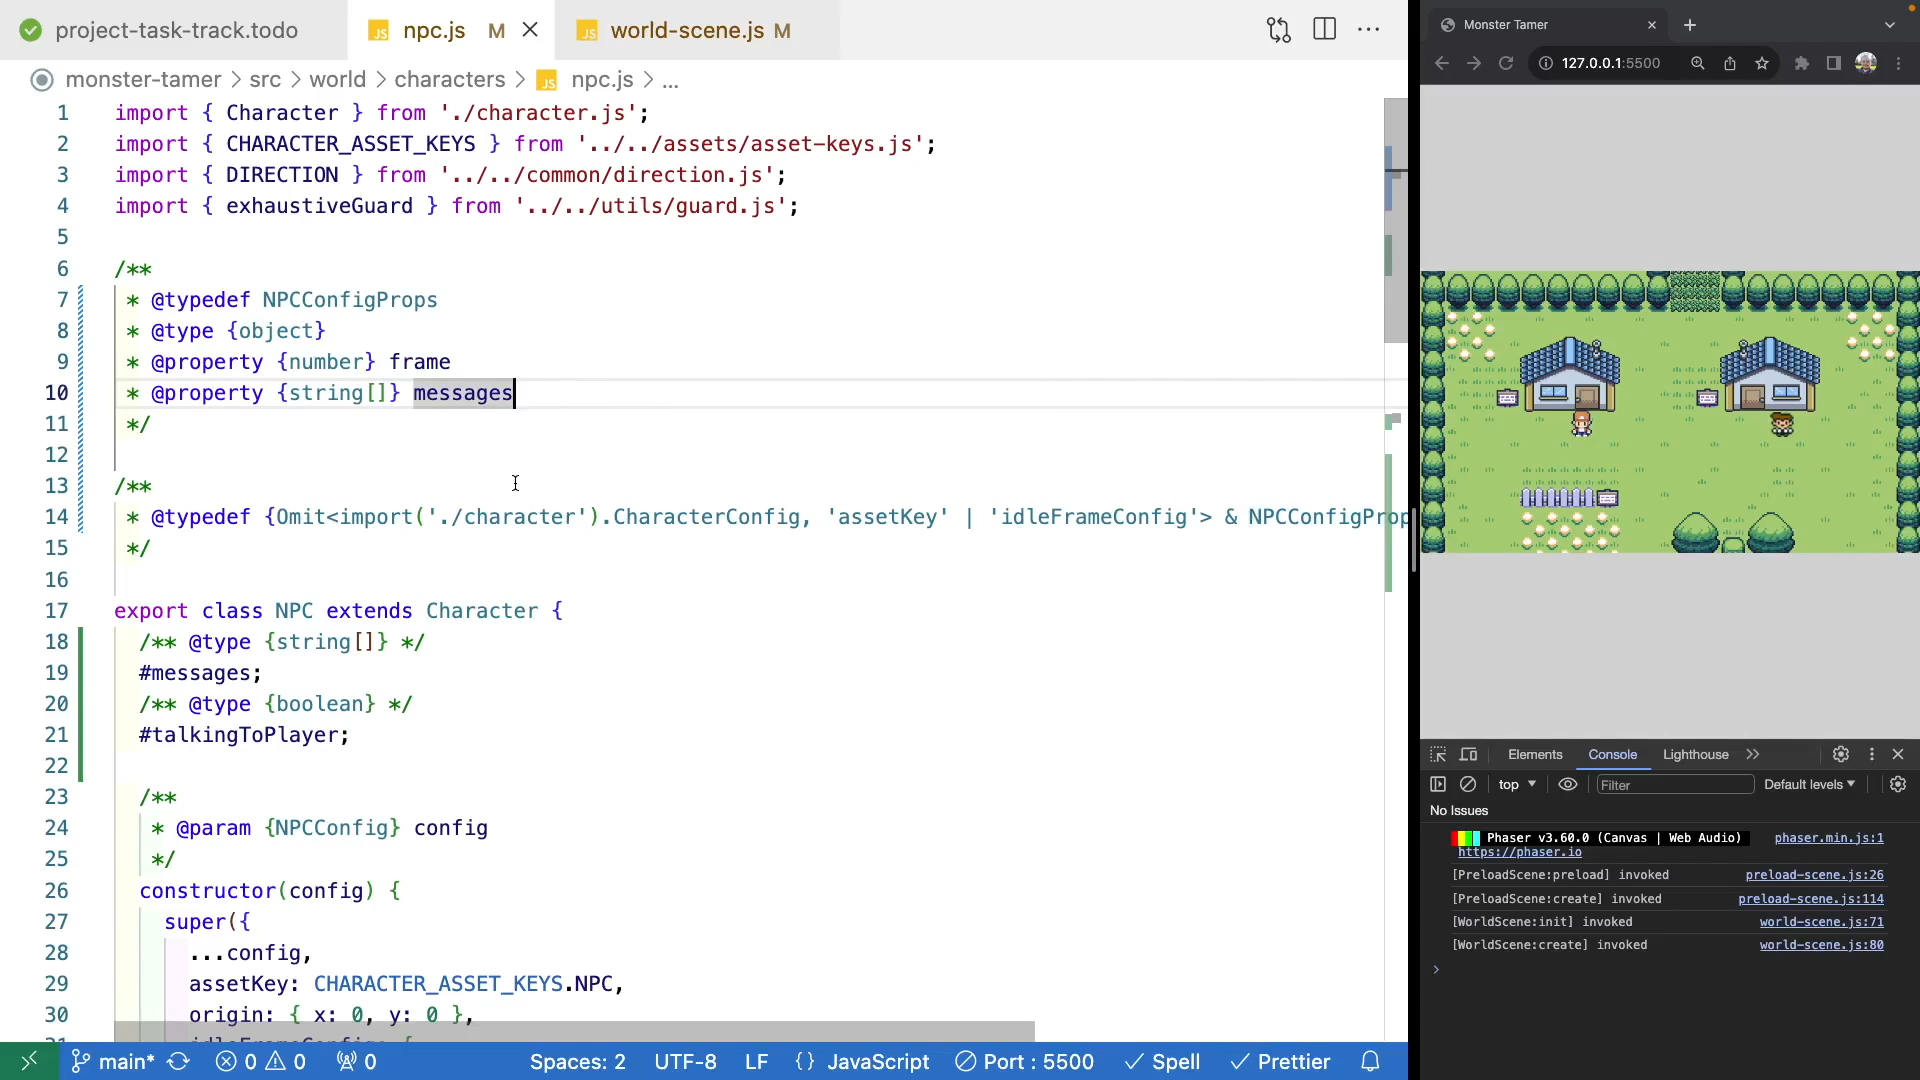 project-task-track.todo
JS npc.js M
JS world-scene.js M
monster-tamer > src > world > characters > JS npc.js > ...
1 import { Character } from './character.js';
2 import { CHARACTER_ASSET_KEYS } from '../../assets/asset-keys.js';
3 import { DIRECTION } from '../../common/direction.js';
4 import { exhaustiveGuard } from '../../utils/guard.js';
5
6 /**
7 * @typedef NPCConfigProps
8 * @type {object}
9 * @property {number} frame
10 * @property {string[]} messages
11 */
12
13 /**
14 * @typedef {Omit<import('./character').CharacterConfig, 'assetKey' | 'idleFrameConfig'> & NPCConfigProp
15 */
16
17 export class NPC extends Character {
18 /** @type {string[]} */
19 #messages;
20 /** @type {boolean} */
21 #talkingToPlayer;
22
23 /**
24 * @param {NPCConfig} config
25 */
26 constructor(config) {
27 super({
28 ...config,
29 assetKey: CHARACTER_ASSET_KEYS.NPC,
30 origin: { x: 0, y: 0 },
main* 0 0 0 Spaces: 2 UTF-8 LF {} JavaScript Port : 5500 Spell Prettier
Monster Tamer
127.0.0.1:5500
Elements Console Lighthouse
top Filter Default levels
No Issues
Phaser v3.60.0 (Canvas | Web Audio) phaser.min.js:1
https://phaser.io
[PreloadScene:preload] invoked preload-scene.js:26
[PreloadScene:create] invoked preload-scene.js:114
[WorldScene:init] invoked world-scene.js:71
[WorldScene:create] invoked world-scene.js:80